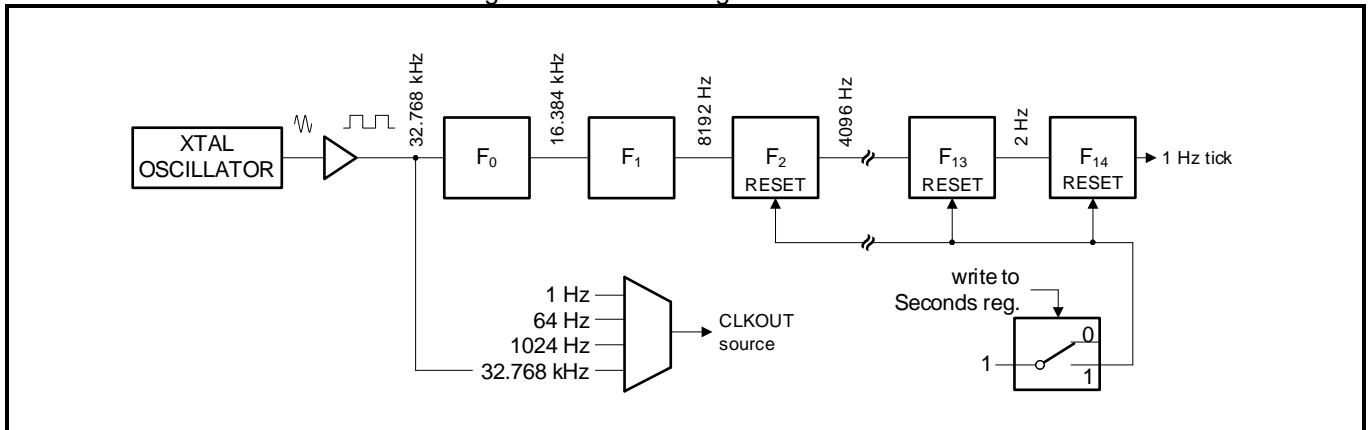 XTAL
OSCILLATOR
32.768 kHz
F₀
16.384 kHz
F₁
8192 Hz
F₂
RESET
4096 Hz
F₁₃
RESET
2 Hz
F₁₄
RESET
1 Hz tick
1 Hz
64 Hz
1024 Hz
32.768 kHz
CLKOUT
source
write to
Seconds reg.
1
0
1